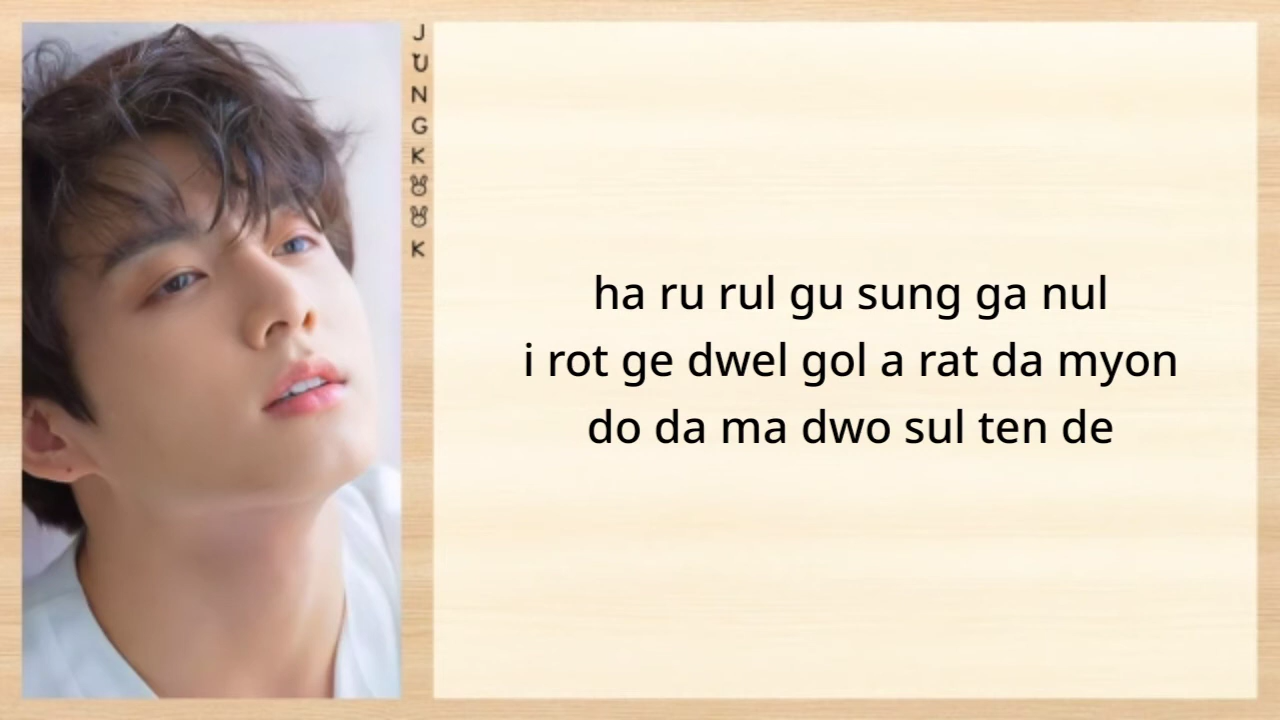 JUNGKOOK
ha ru rul gu sung ga nul
i rot ge dwel gol a rat da myon
do da ma dwo sul ten de